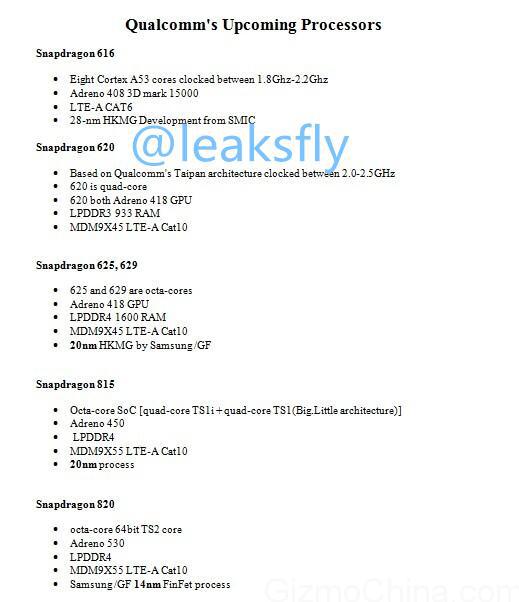 Qualcomm's Upcoming Processors
Snapdragon 616
• Eight Cortex A53 cores clocked between 1.8Ghz-2.2Ghz
• Adreno 408 3D mark 15000
• LTE-A CAT6
• 28-nm HKMG Development from SMIC
@leaksfly
Snapdragon 620
• Based on Qualcomm's Taipan architecture clocked between 2.0-2.5GHz
• 620 is quad-core
• 620 both Adreno 418 GPU
• LPDDR3 933 RAM
• MDM9X45 LTE-A Cat10
Snapdragon 625, 629
• 625 and 629 are octa-cores
• Adreno 418 GPU
• LPDDR4 1600 RAM
• MDM9X45 LTE-A Cat10
• 20nm HKMG by Samsung/GF
Snapdragon 815
• Octa-core SoC [quad-core TS1i+quad-core TS1(Big.Little architecture)]
• Adreno 450
• LPDDR4
• MDM9X55 LTE-A Cat10
• 20nm process
Snapdragon 820
• octa-core 64bit TS2 core
• Adreno 530
• LPDDR4
• MDM9X55 LTE-A Cat10
• Samsung/GF 14nm FinFet process
GizmoChina.com